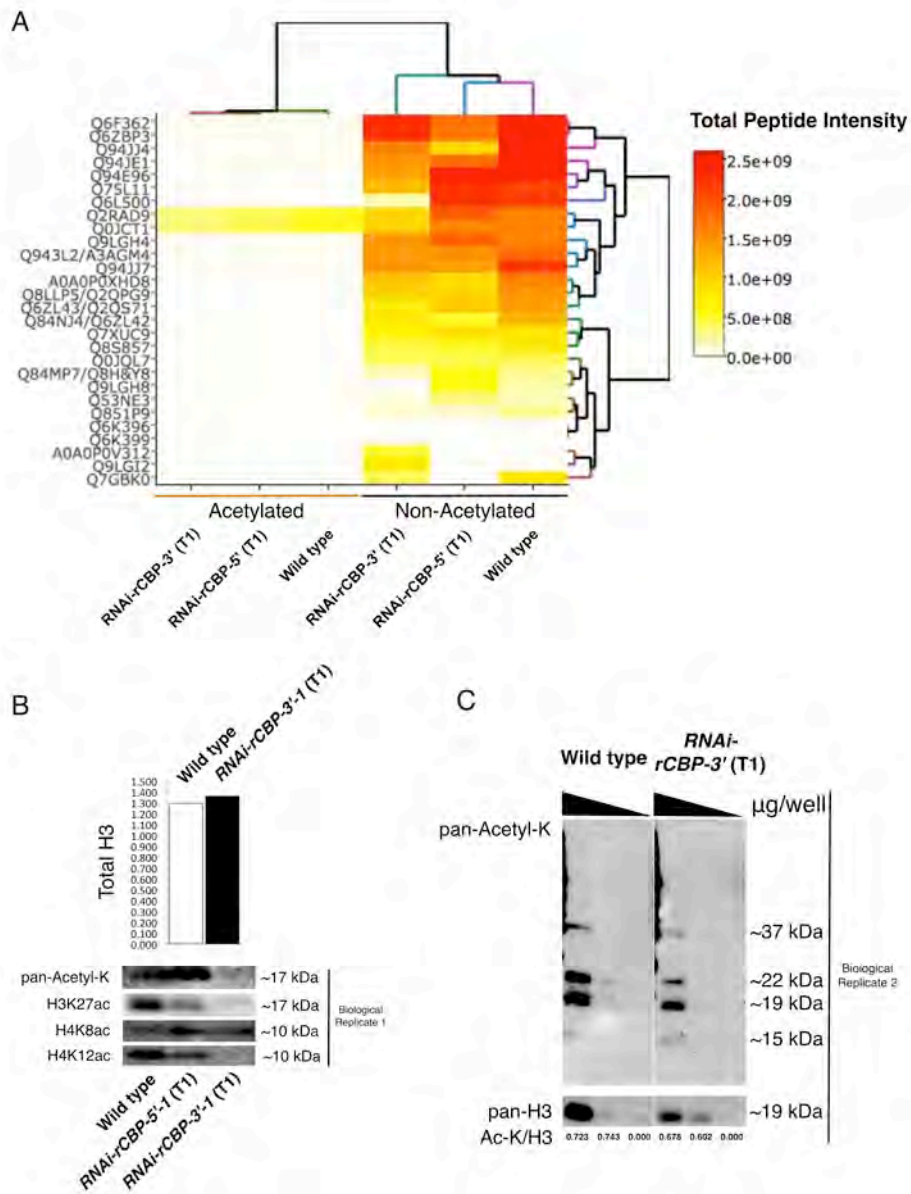 A
Q6F362
Q6ZBP3
Q94JJ4
Q94JE1
Q94E96
Q75L11
Q6L500
Q2RAD9
Q0JCT1
Q9LGH4
Q943L2/A3AGM4
Q94JJ7
A0A0P0XHD8
Q8LLP5/Q2QPG9
Q6ZL43/Q2QS71
Q84NJ4/Q6ZL42
Q7XUC9
Q8S857
Q0JQL7
Q84MP7/Q8H8Y8
Q9LGH8
Q53NE3
Q851P9
Q6K396
Q6K399
A0A0P0V312
Q9LGI2
Q7GBK0
Total Peptide Intensity
2.5e+09
2.0e+09
1.5e+09
1.0e+09
5.0e+08
0.0e+00
Acetylated
Non-Acetylated
RNAi-rCBP-3' (T1)
RNAi-rCBP-5' (T1)
Wild type
RNAi-rCBP-3' (T1)
RNAi-rCBP-5' (T1)
Wild type
B
Wild type
RNAi-rCBP-3'-1 (T1)
Total H3
1.500
1.400
1.300
1.200
1.100
1.000
0.900
0.800
0.700
0.600
0.500
0.400
0.300
0.200
0.100
0.000
pan-Acetyl-K ~17 kDa
H3K27ac ~17 kDa
H4K8ac ~10 kDa
H4K12ac ~10 kDa
Biological
Replicate 1
Wild type
RNAi-rCBP-5'-1 (T1)
RNAi-rCBP-3'-1 (T1)
C
Wild type
RNAi-
rCBP-3' (T1)
µg/well
pan-Acetyl-K
~37 kDa
~22 kDa
~19 kDa
~15 kDa
Biological
Replicate 2
pan-H3 ~19 kDa
Ac-K/H3 0.723 0.743 0.000 0.678 0.602 0.000